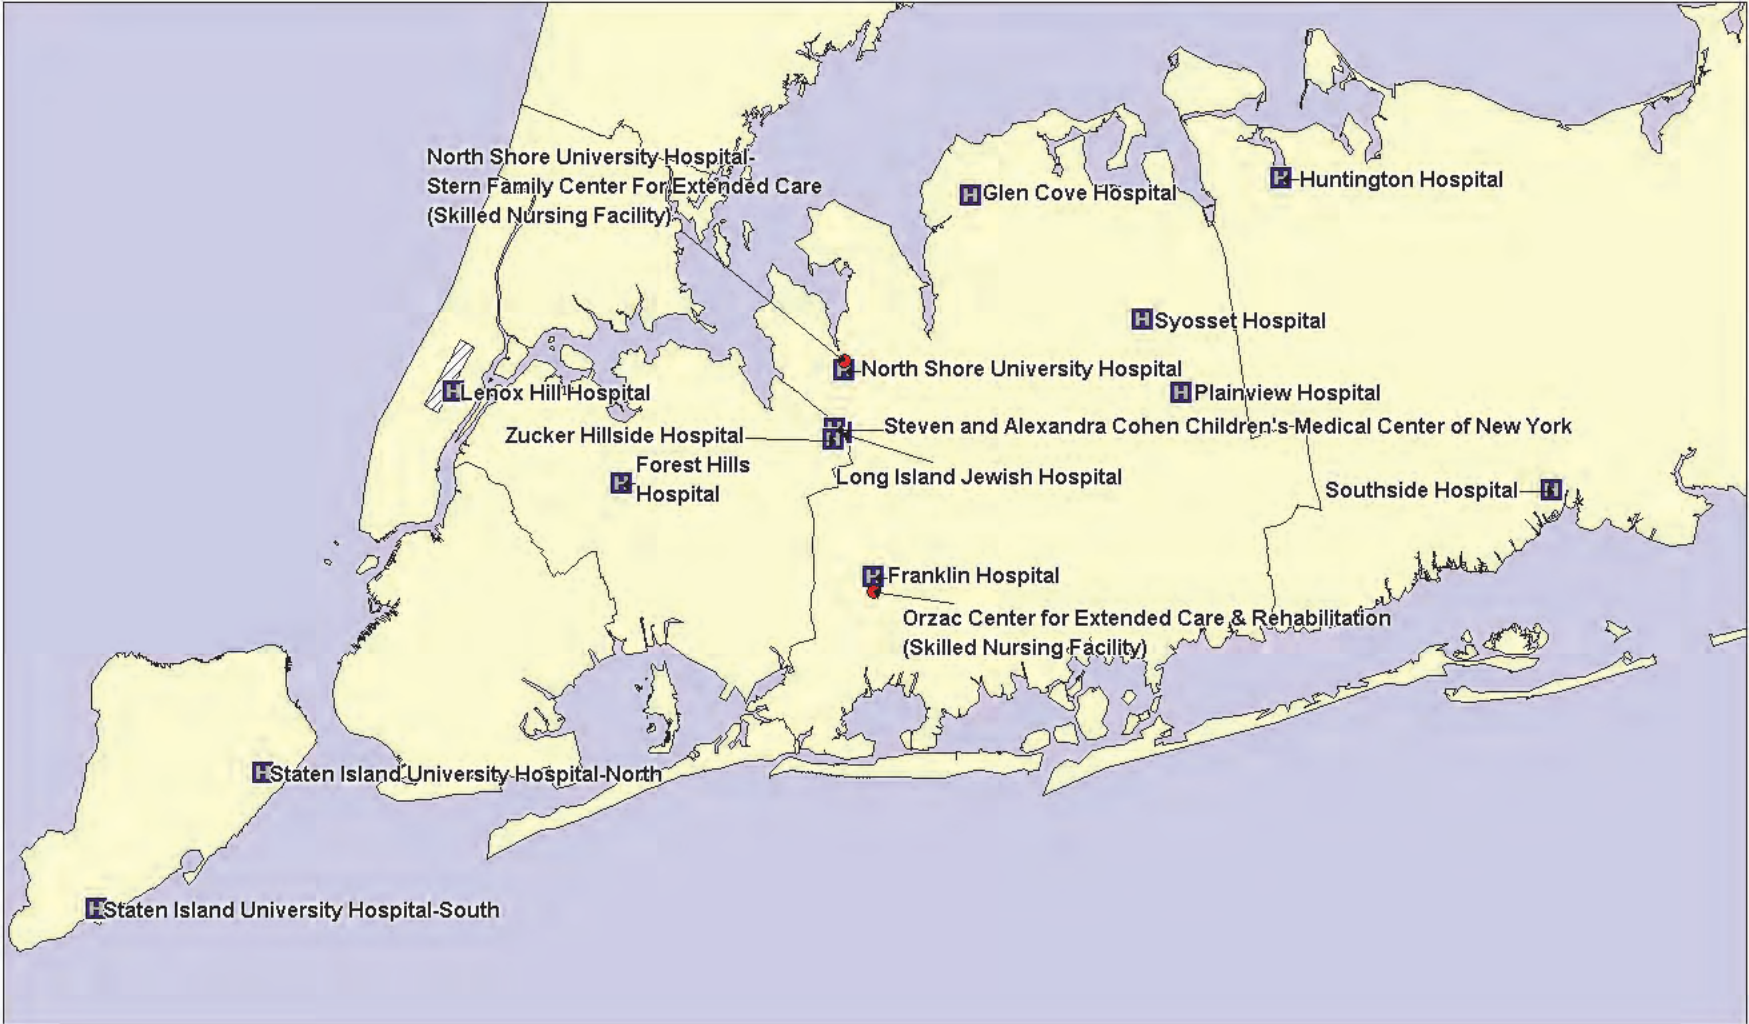 North Shore University Hospital-
Stern Family Center For Extended Care
(Skilled Nursing Facility)
H Glen Cove Hospital
H Huntington Hospital
H Syosset Hospital
H North Shore University Hospital
H Lenox Hill Hospital
H Plainview Hospital
H Steven and Alexandra Cohen Children's Medical Center of New York
Zucker Hillside Hospital H
Forest Hills
H Hospital
Long Island Jewish Hospital
Southside Hospital H
H Franklin Hospital
Orzac Center for Extended Care & Rehabilitation
(Skilled Nursing Facility)
H Staten Island University Hospital-North
H Staten Island University Hospital-South